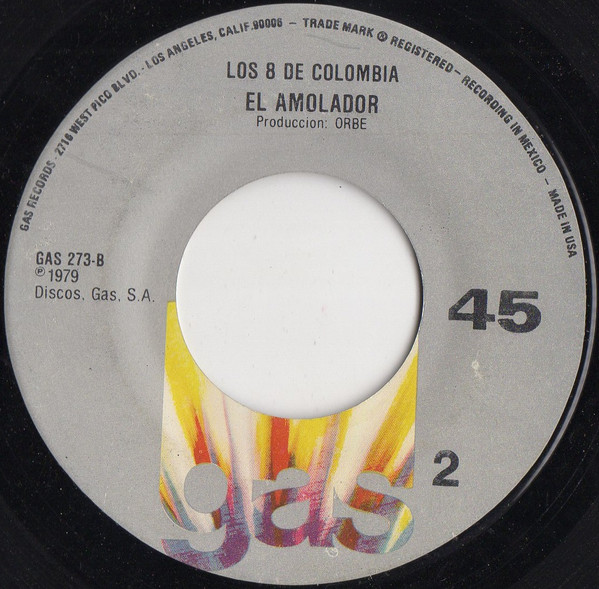 GAS RECORDS · 2716 WEST PICO BLVD. · LOS ANGELES, CALIF. 90006 – TRADE MARK ® REGISTERED – RECORDING IN MEXICO – MADE IN USA
LOS 8 DE COLOMBIA
EL AMOLADOR
Produccion: ORBE
GAS 273-B
℗ 1979
Discos. Gas. S.A.
45
2
gas